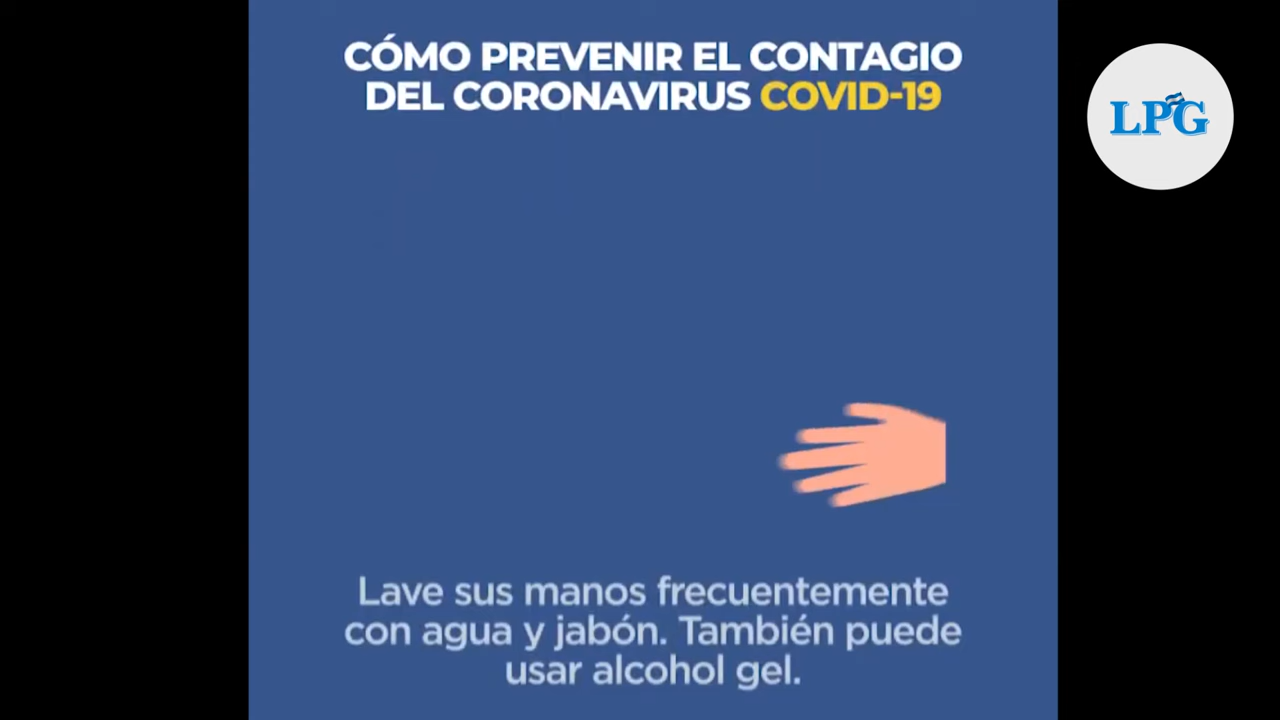 CÓMO PREVENIR EL CONTAGIO
DEL CORONAVIRUS COVID-19
LPG
Lave sus manos frecuentemente
con agua y jabón. También puede
usar alcohol gel.